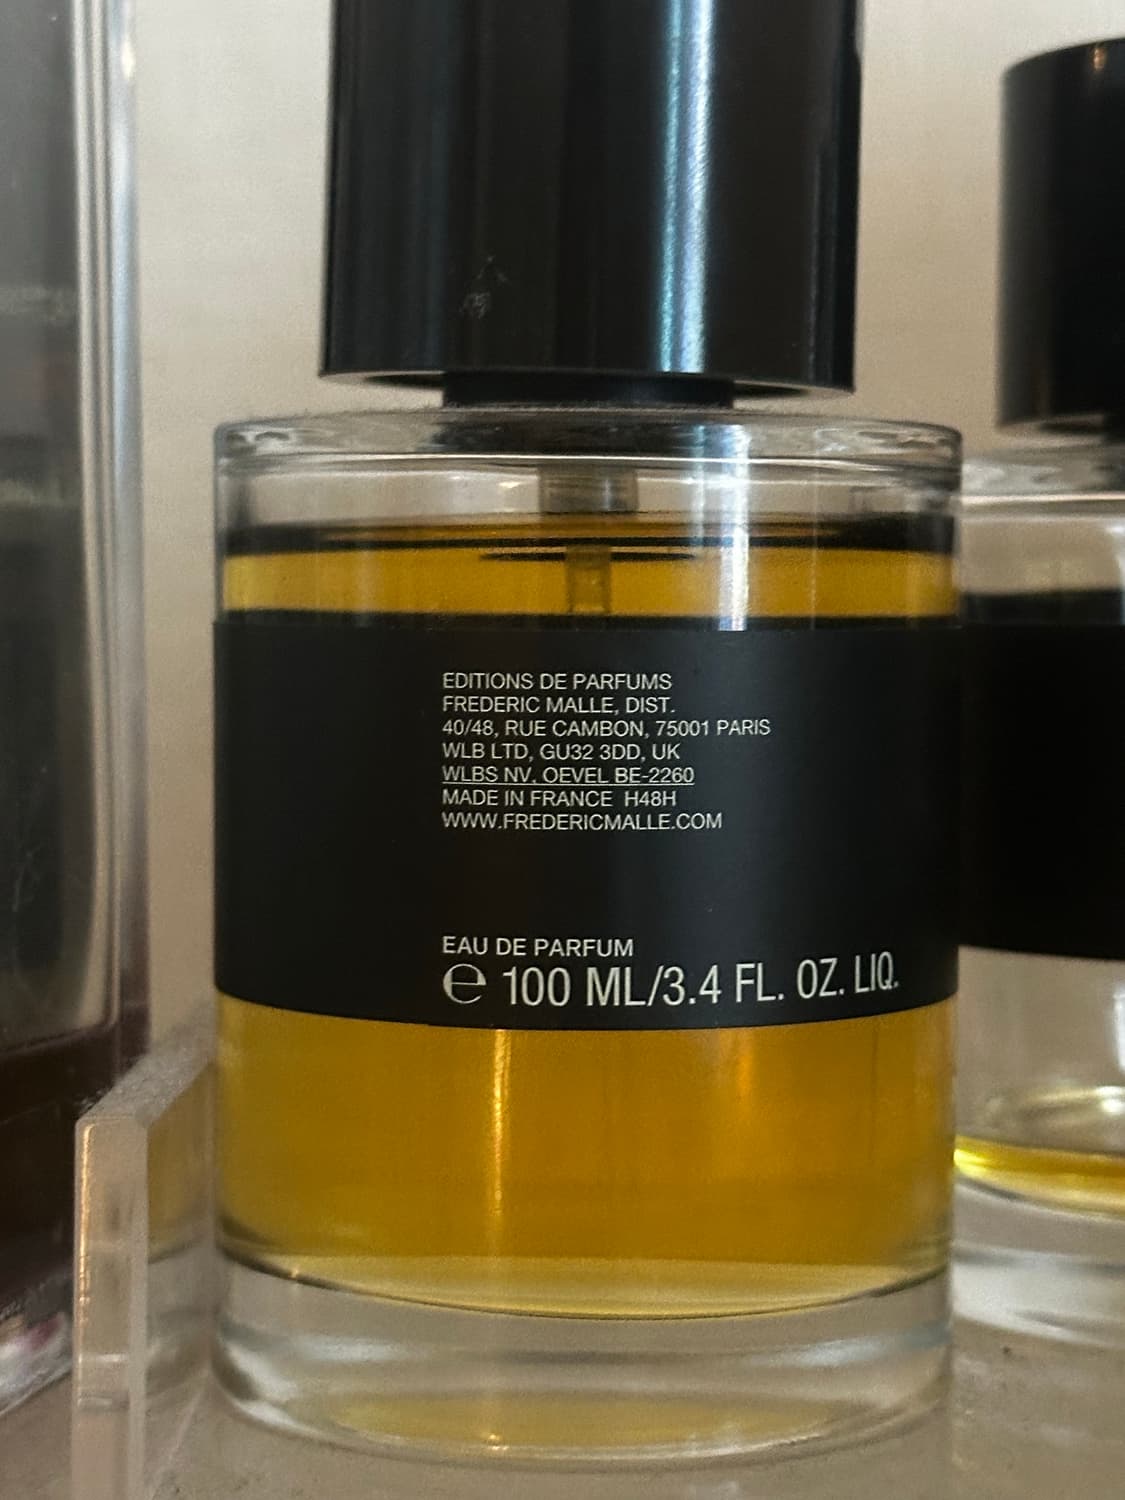 EDITIONS DE PARFUMS
FREDERIC MALLE, DIST.
40/48, RUE CAMBON, 75001 PARIS
WLB LTD, GU32 3DD, UK
WLBS NV, OEVEL BE-2260
MADE IN FRANCE H48H
WWW.FREDERICMALLE.COM
EAU DE PARFUM
℮ 100 ML/3.4 FL. OZ. LIQ.